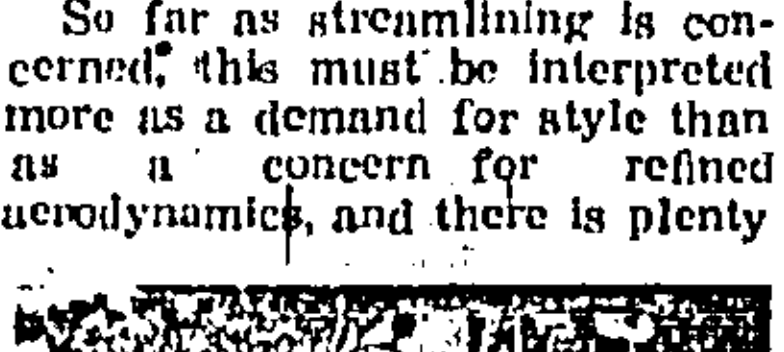 So far as streamlining is con-
cerned, this must be interpreted
more as a demand for style than
as a concern for refined
aerodynamics, and there is plenty